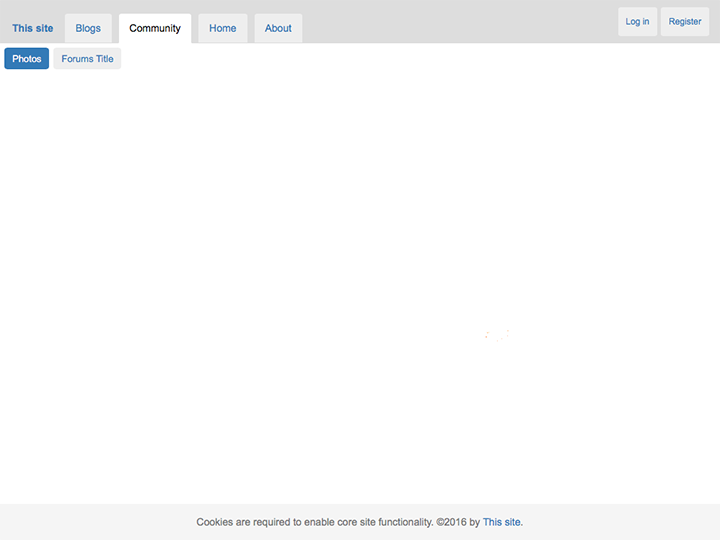 This site Blogs Community Home About Log in Register
Photos Forums Title
Cookies are required to enable core site functionality. ©2016 by This site.